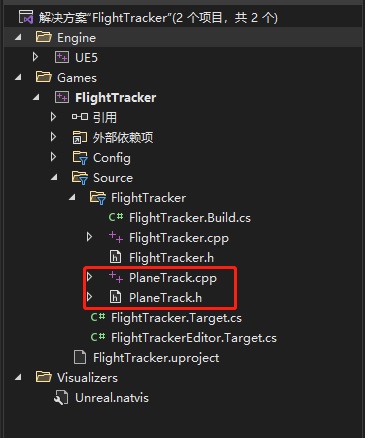 解决方案"FlightTracker"(2 个项目，共 2 个)
Engine
UE5
Games
FlightTracker
引用
外部依赖项
Config
Source
FlightTracker
C# FlightTracker.Build.cs
++ FlightTracker.cpp
h FlightTracker.h
++ PlaneTrack.cpp
h PlaneTrack.h
C# FlightTracker.Target.cs
C# FlightTrackerEditor.Target.cs
FlightTracker.uproject
Visualizers
Unreal.natvis